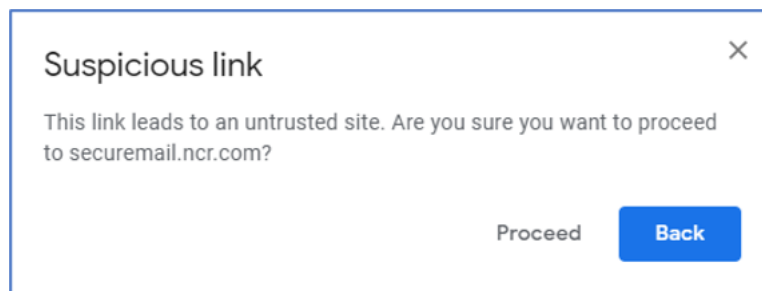 Suspicious link
This link leads to an untrusted site. Are you sure you want to proceed
to securemail.ncr.com?
Proceed
Back